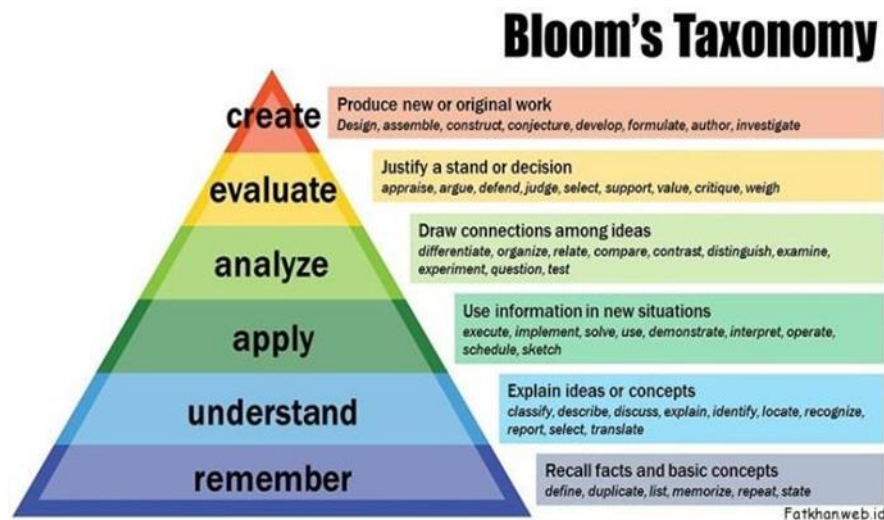 Bloom's Taxonomy
create
Produce new or original work
Design, assemble, construct, conjecture, develop, formulate, author, investigate
evaluate
Justify a stand or decision
appraise, argue, defend, judge, select, support, value, critique, weigh
analyze
Draw connections among ideas
differentiate, organize, relate, compare, contrast, distinguish, examine,
experiment, question, test
apply
Use information in new situations
execute, implement, solve, use, demonstrate, interpret, operate,
schedule, sketch
understand
Explain ideas or concepts
classify, describe, discuss, explain, identify, locate, recognize,
report, select, translate
remember
Recall facts and basic concepts
define, duplicate, list, memorize, repeat, state
Fatkhan.web.id